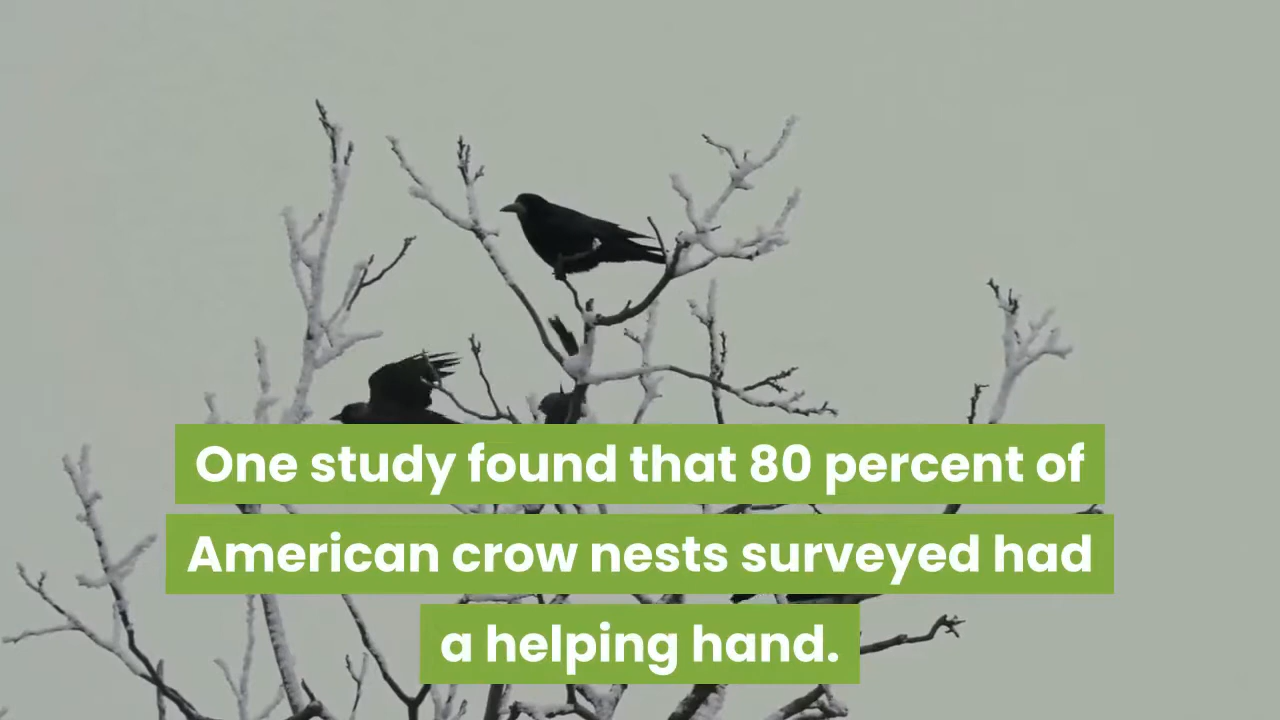 One study found that 80 percent of
American crow nests surveyed had
a helping hand.